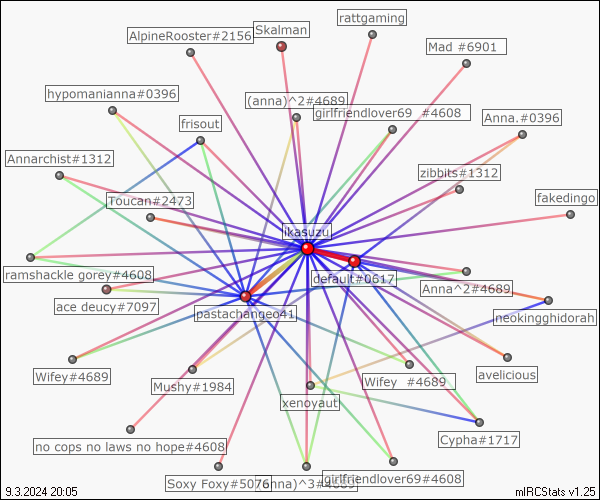 rattgaming
Skalman
AlpineRooster#2156
Mad #6901
hypomanianna#0396
(anna)^2#4689
girlfriendlover69 #4608
Anna.#0396
frisout
Annarchist#1312
zibbits#1312
Toucan#2473
fakedingo
ikasuzu
ramshackle gorey#4608
default#0617
Anna^2#4689
ace deucy#7097
pastachangeo41
neokingghidorah
Wifey#4689
Mushy#1984
Wifey #4689
avelicious
xenoyaut
no cops no laws no hope#4608
Cypha#1717
Soxy Foxy#5076
(anna)^3#4689
girlfriendlover69#4608
9.3.2024 20:05
mIRCStats v1.25